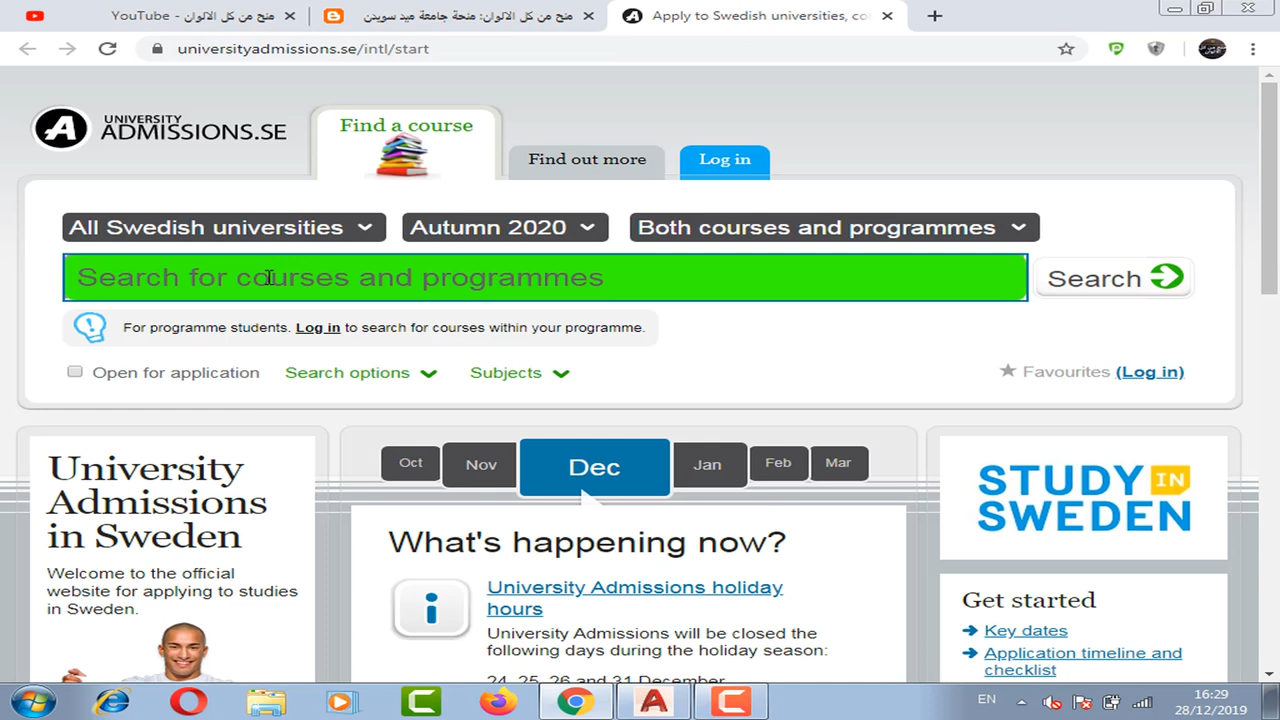 منح من كل الالوان - YouTube
منح من كل الالوان: منحة جامعة ميد سويدن
Apply to Swedish universities, co
universityadmissions.se/intl/start
UNIVERSITY
ADMISSIONS.SE
Find a course
Find out more
Log in
All Swedish universities
Autumn 2020
Both courses and programmes
Search for courses and programmes
Search
For programme students. Log in to search for courses within your programme.
Open for application
Search options
Subjects
Favourites (Log in)
University
Admissions
in Sweden
Welcome to the official
website for applying to studies
in Sweden.
Oct
Nov
Dec
Jan
Feb
Mar
What's happening now?
University Admissions holiday
hours
University Admissions will be closed the
following days during the holiday season:
24, 25, 26 and 31 December
STUDY IN
SWEDEN
Get started
Key dates
Application timeline and
checklist
EN
16:29
28/12/2019